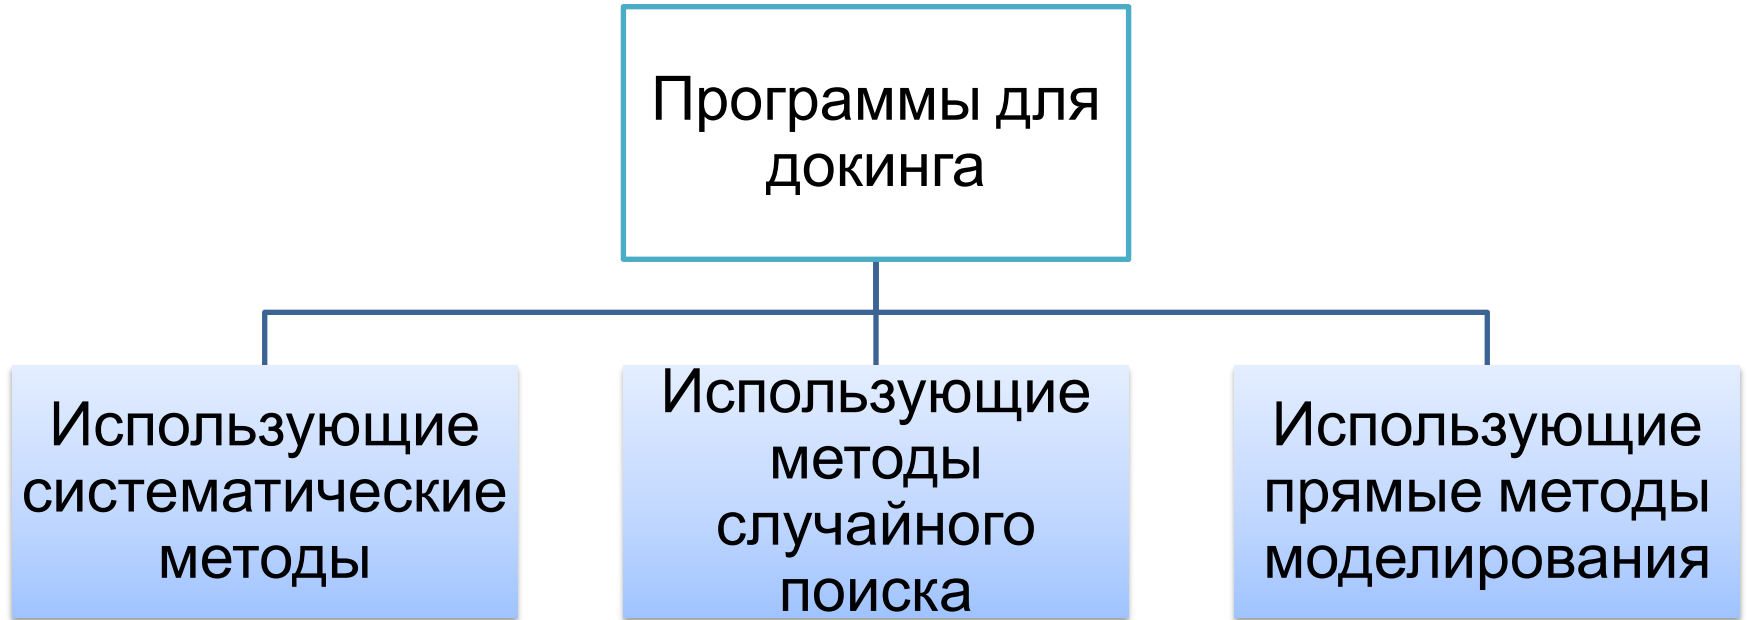 Программы для
докинга
Использующие
систематические
методы
Использующие
методы
случайного
поиска
Использующие
прямые методы
моделирования